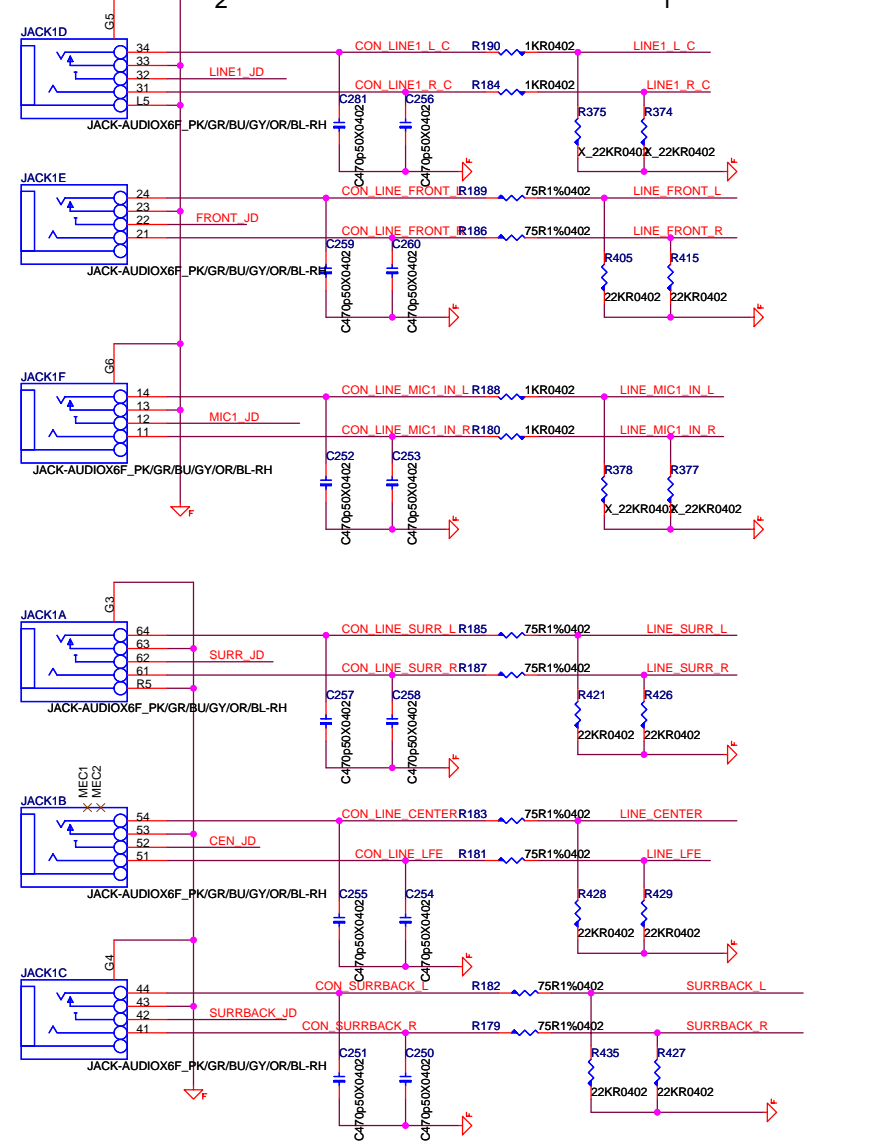 2 1
G5
JACK1D
34 CON_LINE1_L_C R190 1KR0402 LINE1_L_C
33
32 LINE1_JD
31 CON_LINE1_R_C R184 1KR0402 LINE1_R_C
L5
C281 C256
C470p50X0402 C470p50X0402
R375 R374
X_22KR0402 X_22KR0402
JACK-AUDIOX6F_PK/GR/BU/GY/OR/BL-RH
F F
JACK1E
24 CON_LINE_FRONT_L R189 75R1%0402 LINE_FRONT_L
23
22 FRONT_JD
21 CON_LINE_FRONT_R R186 75R1%0402 LINE_FRONT_R
C259 C260
C470p50X0402 C470p50X0402
R405 R415
22KR0402 22KR0402
JACK-AUDIOX6F_PK/GR/BU/GY/OR/BL-RH
F F
G6
JACK1F
14 CON_LINE_MIC1_IN_L R188 1KR0402 LINE_MIC1_IN_L
13
12 MIC1_JD
11 CON_LINE_MIC1_IN_R R180 1KR0402 LINE_MIC1_IN_R
C252 C253
C470p50X0402 C470p50X0402
R378 R377
X_22KR0402 X_22KR0402
JACK-AUDIOX6F_PK/GR/BU/GY/OR/BL-RH
F F F
G3
JACK1A
64 CON_LINE_SURR_L R185 75R1%0402 LINE_SURR_L
63
62 SURR_JD
61 CON_LINE_SURR_R R187 75R1%0402 LINE_SURR_R
R5
C257 C258
C470p50X0402 C470p50X0402
R421 R426
22KR0402 22KR0402
JACK-AUDIOX6F_PK/GR/BU/GY/OR/BL-RH
F F
MEC1
MEC2
JACK1B
54 CON_LINE_CENTER R183 75R1%0402 LINE_CENTER
53
52 CEN_JD
51 CON_LINE_LFE R181 75R1%0402 LINE_LFE
C255 C254
C470p50X0402 C470p50X0402
R428 R429
22KR0402 22KR0402
JACK-AUDIOX6F_PK/GR/BU/GY/OR/BL-RH
F F
G4
JACK1C
44 CON_SURRBACK_L R182 75R1%0402 SURRBACK_L
43
42 SURRBACK_JD
41 CON_SURRBACK_R R179 75R1%0402 SURRBACK_R
C251 C250
C470p50X0402 C470p50X0402
R435 R427
22KR0402 22KR0402
JACK-AUDIOX6F_PK/GR/BU/GY/OR/BL-RH
F F F